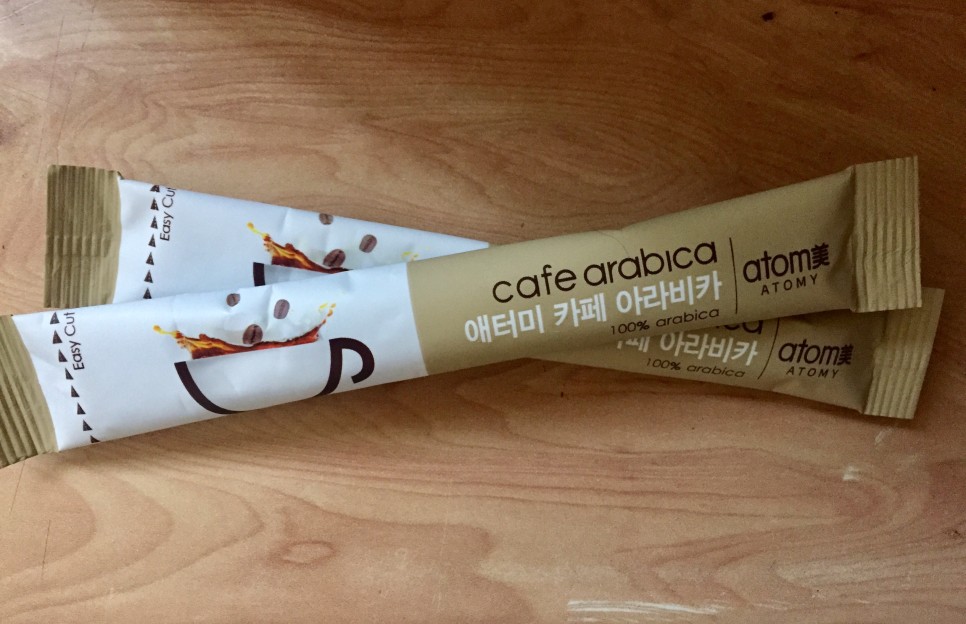 Easy Cut
Easy Cut
cafe arabica
애터미 카페 아라비카
100% arabica
atom美
ATOMY
아라비카
100% arabica
atom美
ATOMY